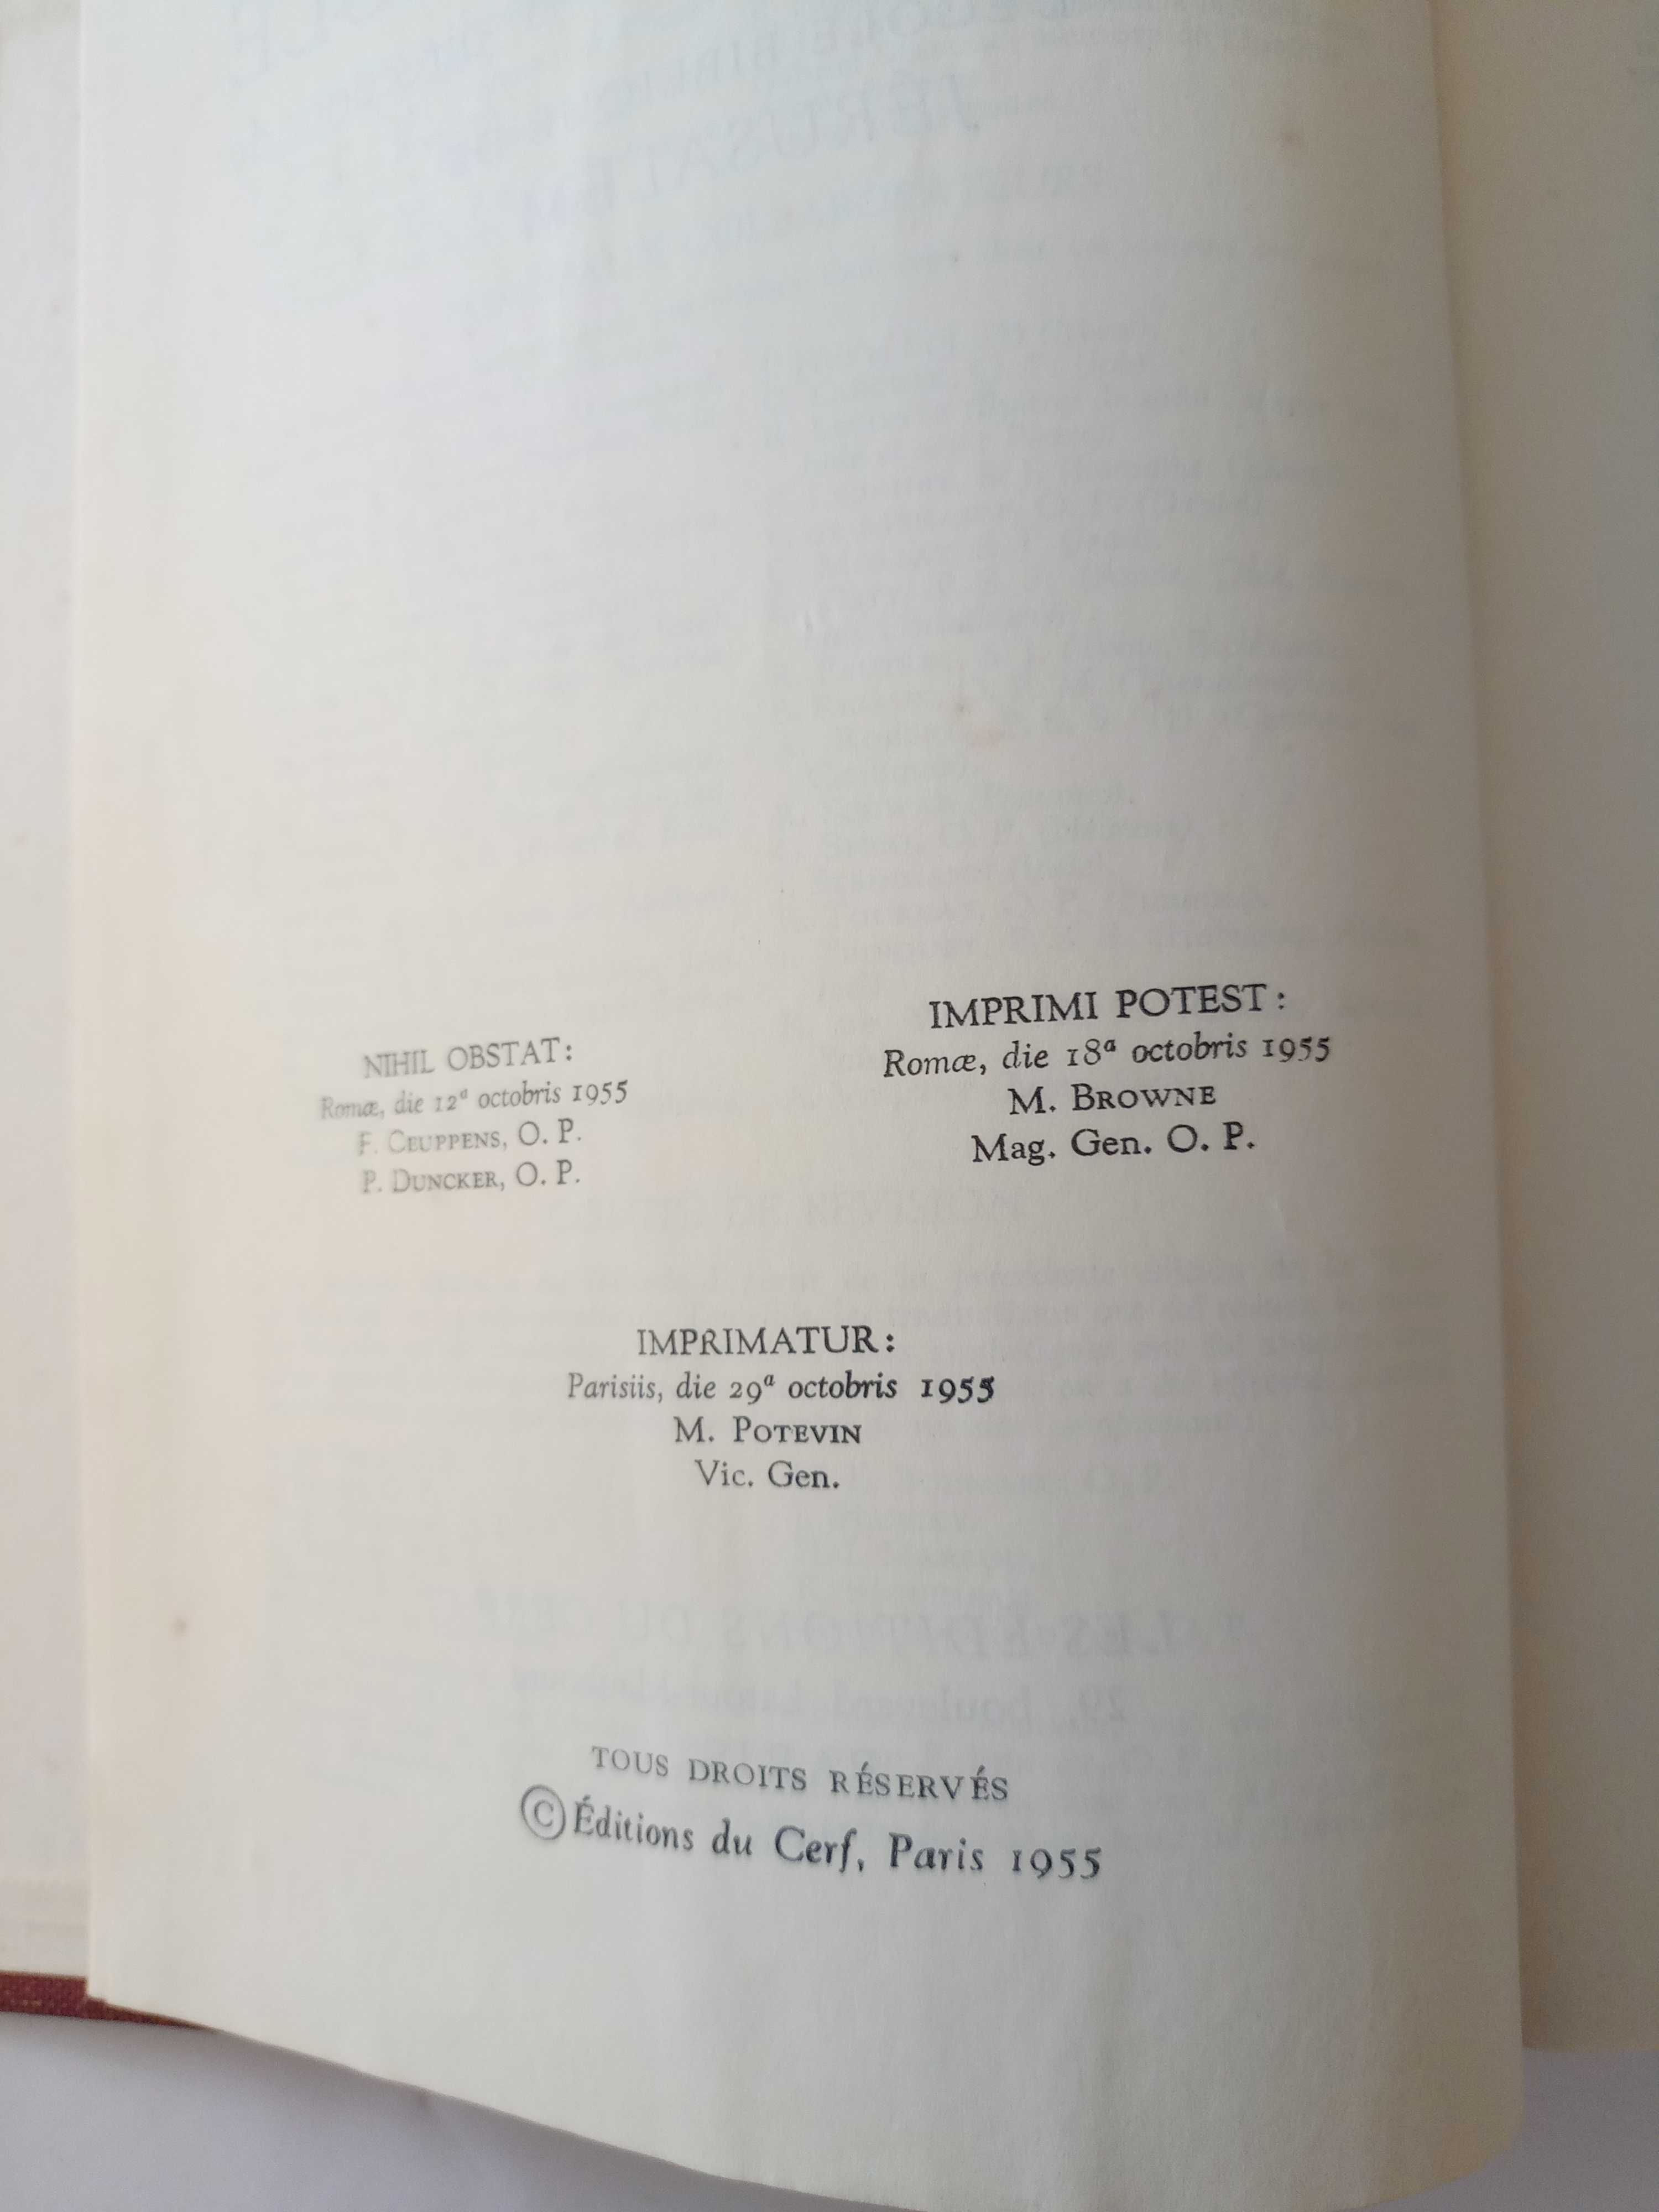 NIHIL OBSTAT:
Romæ, die 12ª octobris 1955
F. CEUPPENS, O. P.
P. DUNCKER, O. P.
IMPRIMI POTEST:
Romæ, die 18ª octobris 1955
M. BROWNE
Mag. Gen. O. P.
IMPRIMATUR:
Parisiis, die 29ª octobris 1955
M. POTEVIN
Vic. Gen.
TOUS DROITS RÉSERVÉS
© Éditions du Cerf, Paris 1955